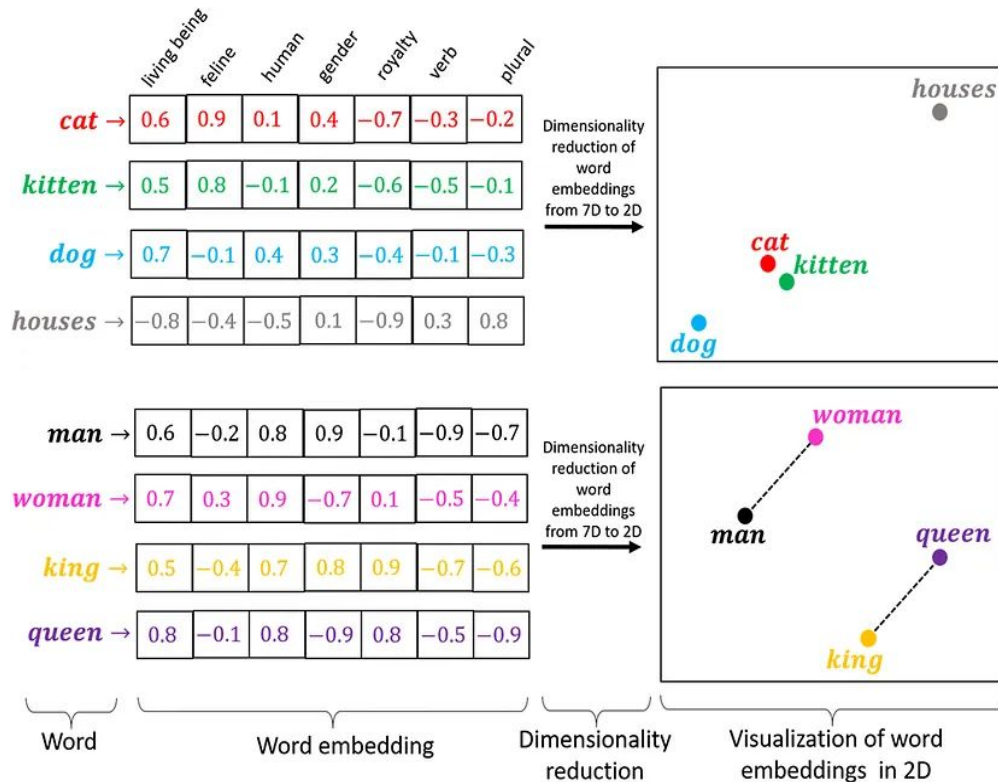 living being feline human gender royalty verb plural
cat → 0.6 0.9 0.1 0.4 −0.7 −0.3 −0.2
kitten → 0.5 0.8 −0.1 0.2 −0.6 −0.5 −0.1
dog → 0.7 −0.1 0.4 0.3 −0.4 −0.1 −0.3
houses → −0.8 −0.4 −0.5 0.1 −0.9 0.3 0.8
Dimensionality
reduction of
word
embeddings
from 7D to 2D
houses
cat
kitten
dog
man → 0.6 −0.2 0.8 0.9 −0.1 −0.9 −0.7
woman → 0.7 0.3 0.9 −0.7 0.1 −0.5 −0.4
king → 0.5 −0.4 0.7 0.8 0.9 −0.7 −0.6
queen → 0.8 −0.1 0.8 −0.9 0.8 −0.5 −0.9
Dimensionality
reduction of
word
embeddings
from 7D to 2D
woman
man
queen
king
Word
Word embedding
Dimensionality
reduction
Visualization of word
embeddings in 2D